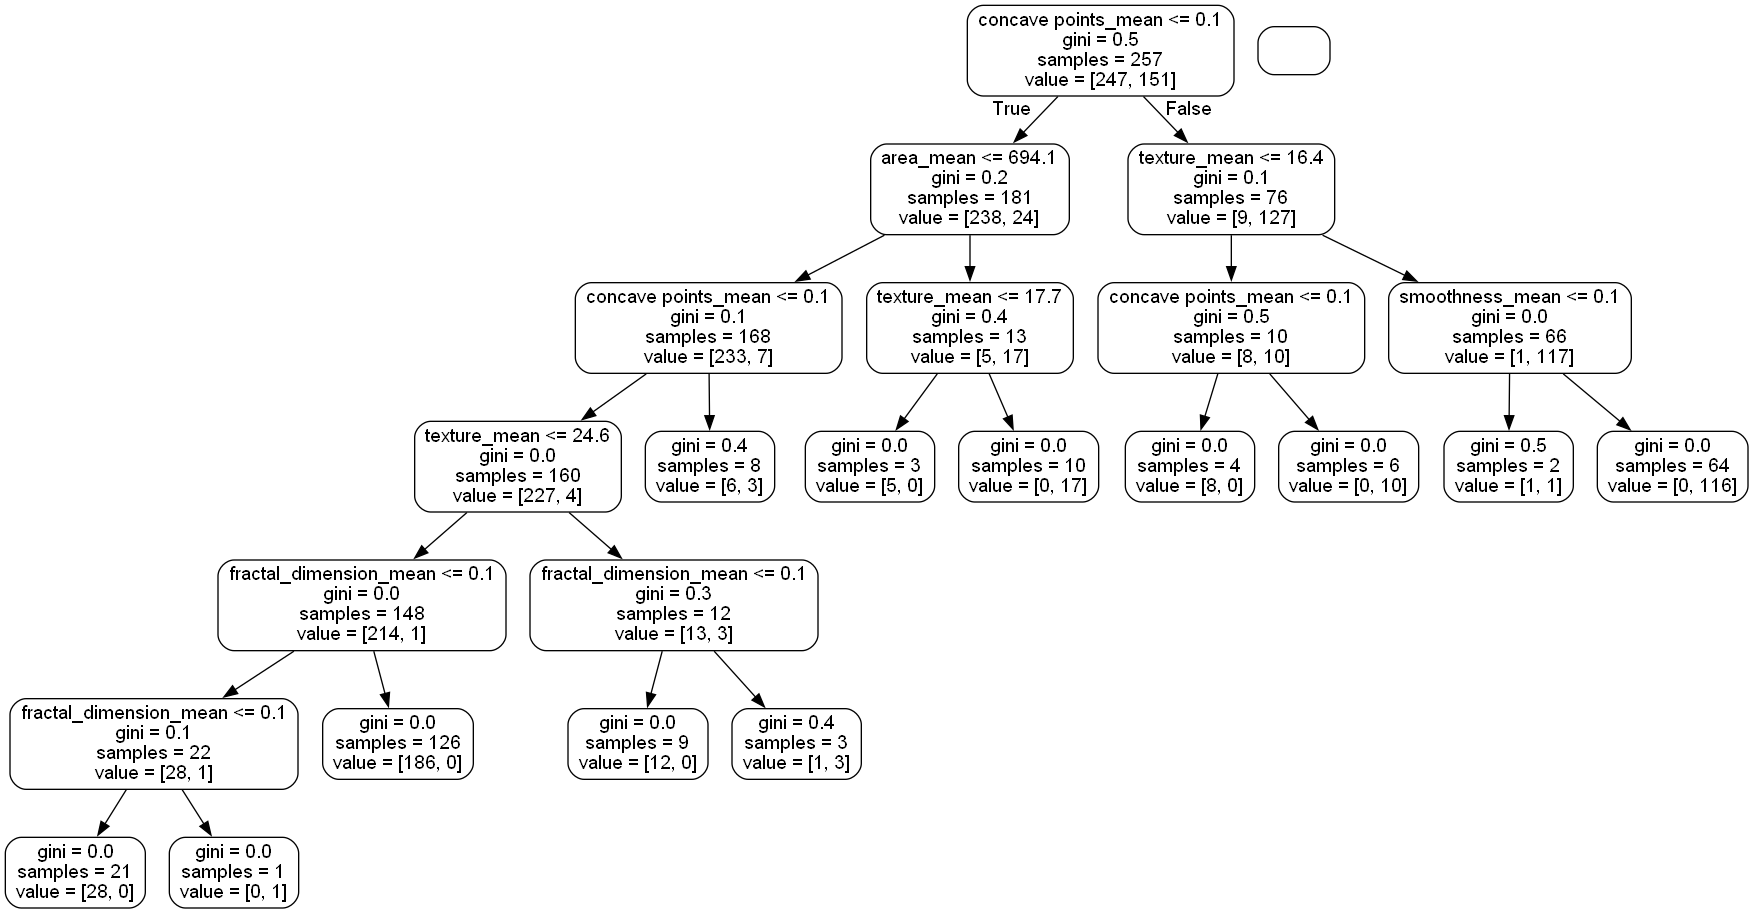 concave points_mean <= 0.1
gini = 0.5
samples = 257
value = [247, 151]
True
False
area_mean <= 694.1
gini = 0.2
samples = 181
value = [238, 24]
texture_mean <= 16.4
gini = 0.1
samples = 76
value = [9, 127]
concave points_mean <= 0.1
gini = 0.1
samples = 168
value = [233, 7]
texture_mean <= 17.7
gini = 0.4
samples = 13
value = [5, 17]
concave points_mean <= 0.1
gini = 0.5
samples = 10
value = [8, 10]
smoothness_mean <= 0.1
gini = 0.0
samples = 66
value = [1, 117]
texture_mean <= 24.6
gini = 0.0
samples = 160
value = [227, 4]
gini = 0.4
samples = 8
value = [6, 3]
gini = 0.0
samples = 3
value = [5, 0]
gini = 0.0
samples = 10
value = [0, 17]
gini = 0.0
samples = 4
value = [8, 0]
gini = 0.0
samples = 6
value = [0, 10]
gini = 0.5
samples = 2
value = [1, 1]
gini = 0.0
samples = 64
value = [0, 116]
fractal_dimension_mean <= 0.1
gini = 0.0
samples = 148
value = [214, 1]
fractal_dimension_mean <= 0.1
gini = 0.3
samples = 12
value = [13, 3]
fractal_dimension_mean <= 0.1
gini = 0.1
samples = 22
value = [28, 1]
gini = 0.0
samples = 126
value = [186, 0]
gini = 0.0
samples = 9
value = [12, 0]
gini = 0.4
samples = 3
value = [1, 3]
gini = 0.0
samples = 21
value = [28, 0]
gini = 0.0
samples = 1
value = [0, 1]